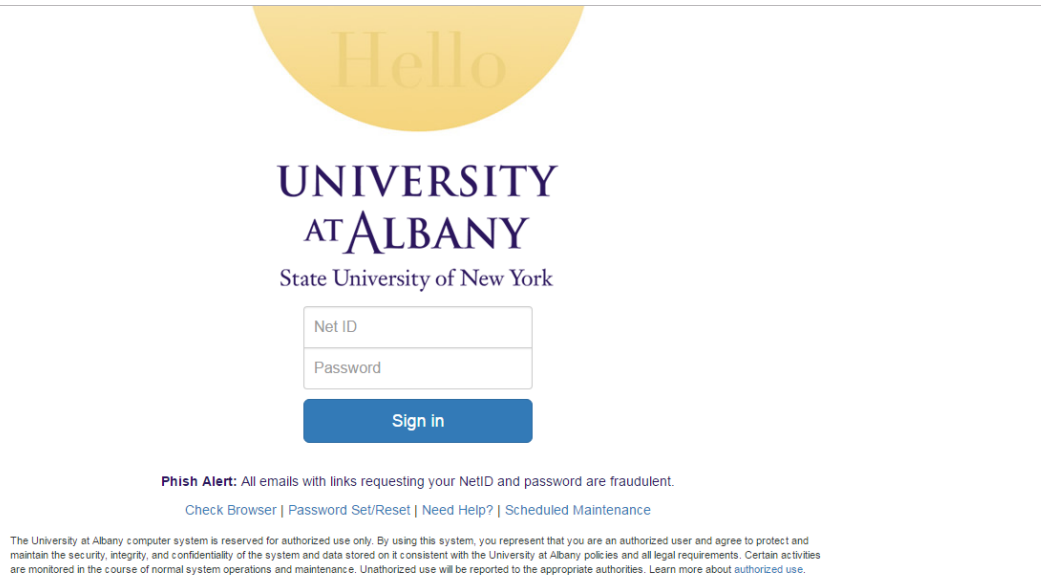 Hello
UNIVERSITY
AT ALBANY
State University of New York
Net ID
Password
Sign in
Phish Alert: All emails with links requesting your NetID and password are fraudulent.
Check Browser | Password Set/Reset | Need Help? | Scheduled Maintenance
The University at Albany computer system is reserved for authorized use only. By using this system, you represent that you are an authorized user and agree to protect and
maintain the security, integrity, and confidentiality of the system and data stored on it consistent with the University at Albany policies and all legal requirements. Certain activities
are monitored in the course of normal system operations and maintenance. Unathorized use will be reported to the appropriate authorities. Learn more about authorized use.